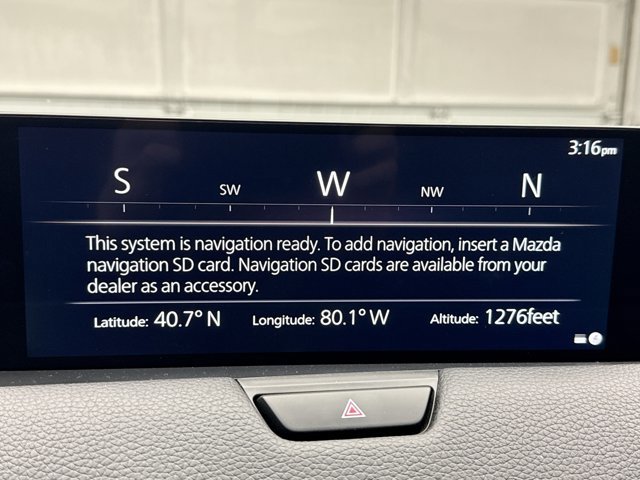 3:16pm
S SW W NW N
This system is navigation ready. To add navigation, insert a Mazda
navigation SD card. Navigation SD cards are available from your
dealer as an accessory.
Latitude: 40.7° N Longitude: 80.1° W Altitude: 1276feet